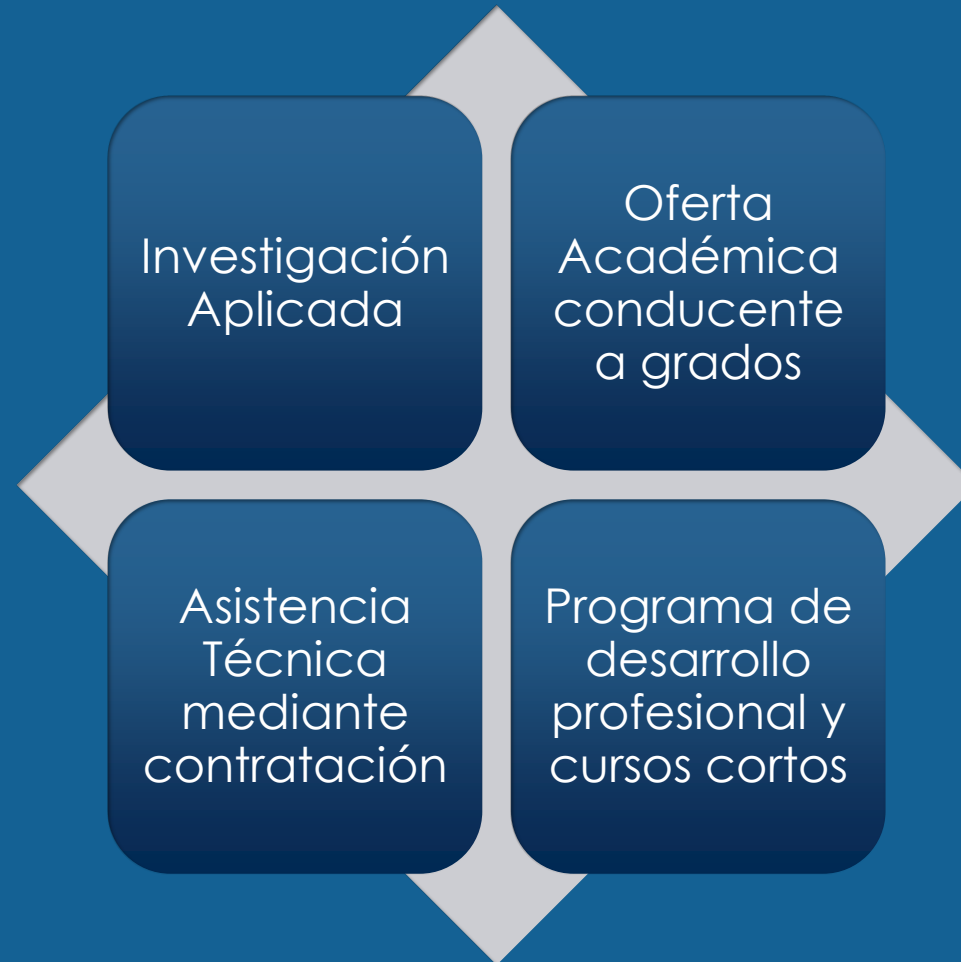 Investigación
Aplicada
Oferta
Académica
conducente
a grados
Asistencia
Técnica
mediante
contratación
Programa de
desarrollo
profesional y
cursos cortos